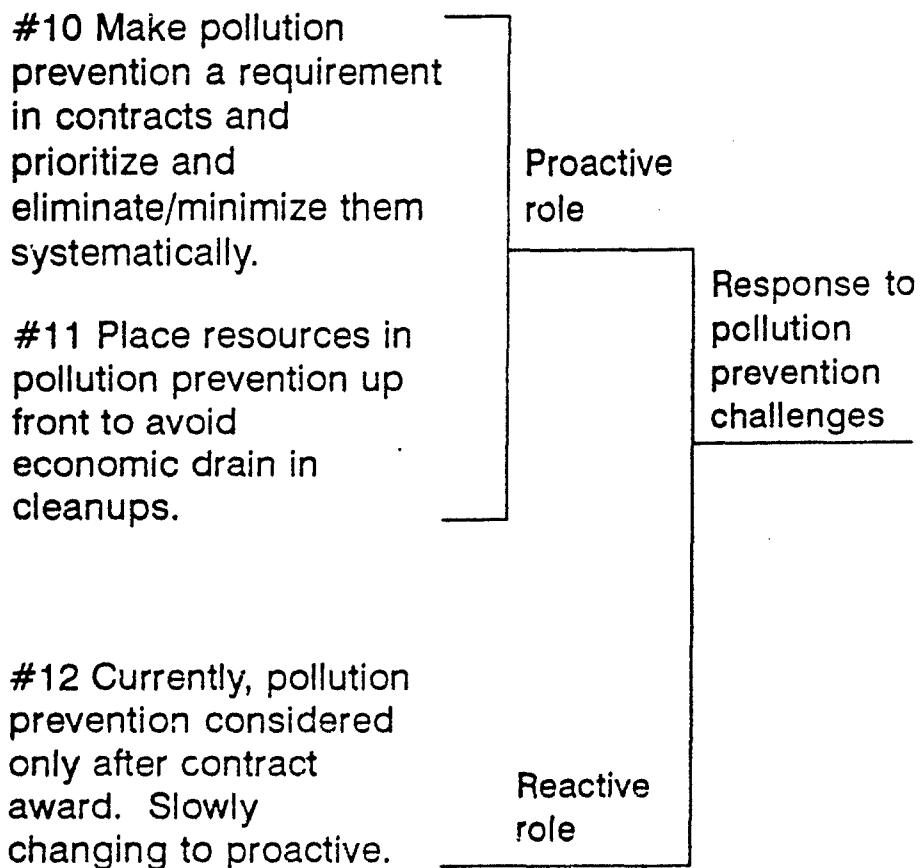 #10 Make pollution
prevention a requirement
in contracts and
prioritize and
eliminate/minimize them
systematically.
#11 Place resources in
pollution prevention up
front to avoid
economic drain in
cleanups.
#12 Currently, pollution
prevention considered
only after contract
award. Slowly
changing to proactive.
Proactive
role
Reactive
role
Response to
pollution
prevention
challenges